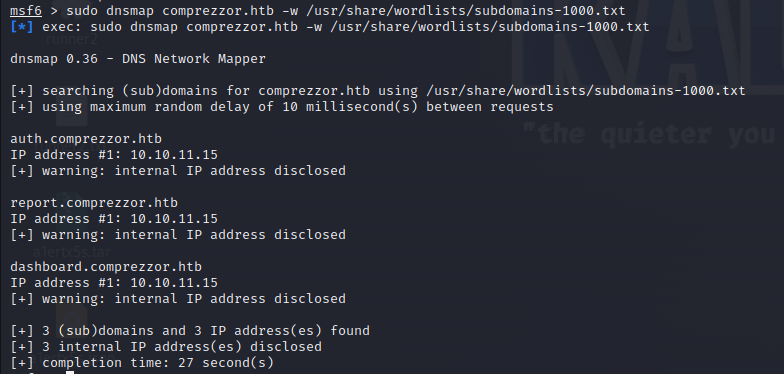 msf6 > sudo dnsmap comprezzor.htb -w /usr/share/wordlists/subdomains-1000.txt
[*] exec: sudo dnsmap comprezzor.htb -w /usr/share/wordlists/subdomains-1000.txt
runner2
dnsmap 0.36 - DNS Network Mapper
[+] searching (sub)domains for comprezzor.htb using /usr/share/wordlists/subdomains-1000.txt
[+] using maximum random delay of 10 millisecond(s) between requests
"the quieter you
auth.comprezzor.htb
IP address #1: 10.10.11.15
[+] warning: internal IP address disclosed
report.comprezzor.htb
IP address #1: 10.10.11.15
[+] warning: internal IP address disclosed
dashboard.comprezzor.htb
IP address #1: 10.10.11.15
[+] warning: internal IP address disclosed
[+] 3 (sub)domains and 3 IP address(es) found
[+] 3 internal IP address(es) disclosed
[+] completion time: 27 second(s)